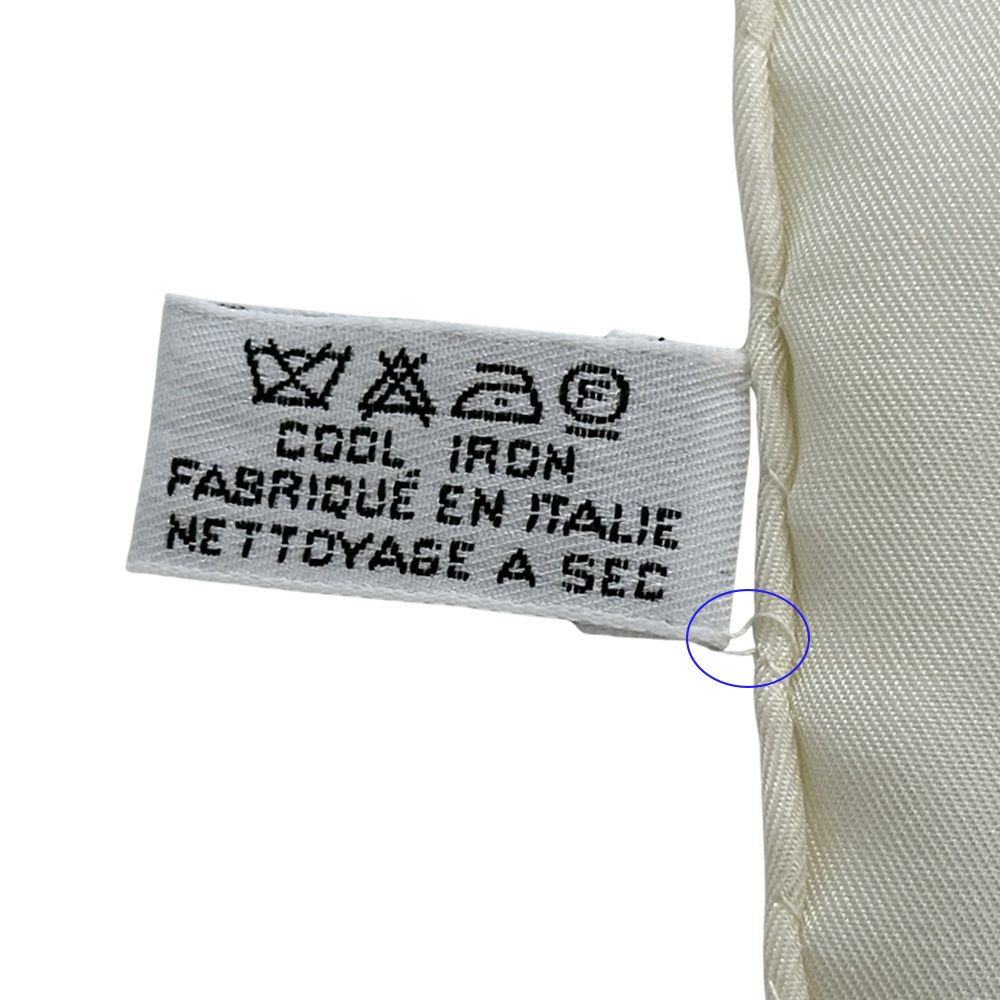 COOL IRON
FABRIQUÉ EN ITALIE
NETTOYAGE A SEC